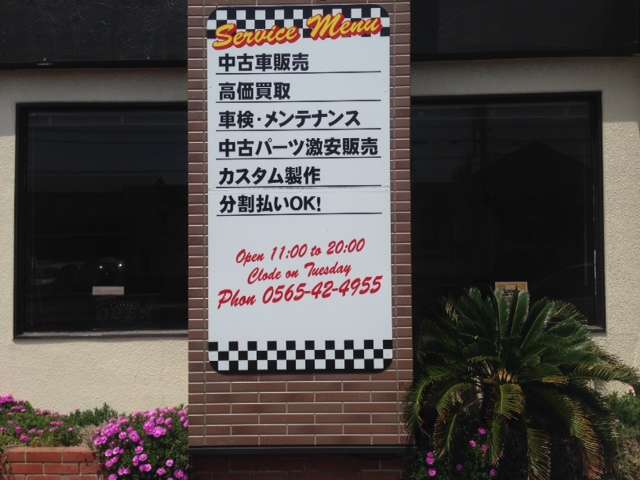 Service Menu
中古車販売
高価買取
車検・メンテナンス
中古パーツ激安販売
カスタム製作
分割払いOK!
Open 11:00 to 20:00
Clode on Tuesday
Phon 0565-42-4955